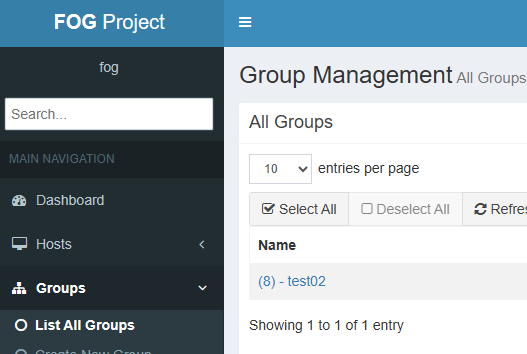 FOG Project
fog
Search...
MAIN NAVIGATION
Dashboard
Hosts
Groups
List All Groups
Create New Group
Group Management All Groups
All Groups
10 entries per page
Select All Deselect All Refres
Name
(8) - test02
Showing 1 to 1 of 1 entry